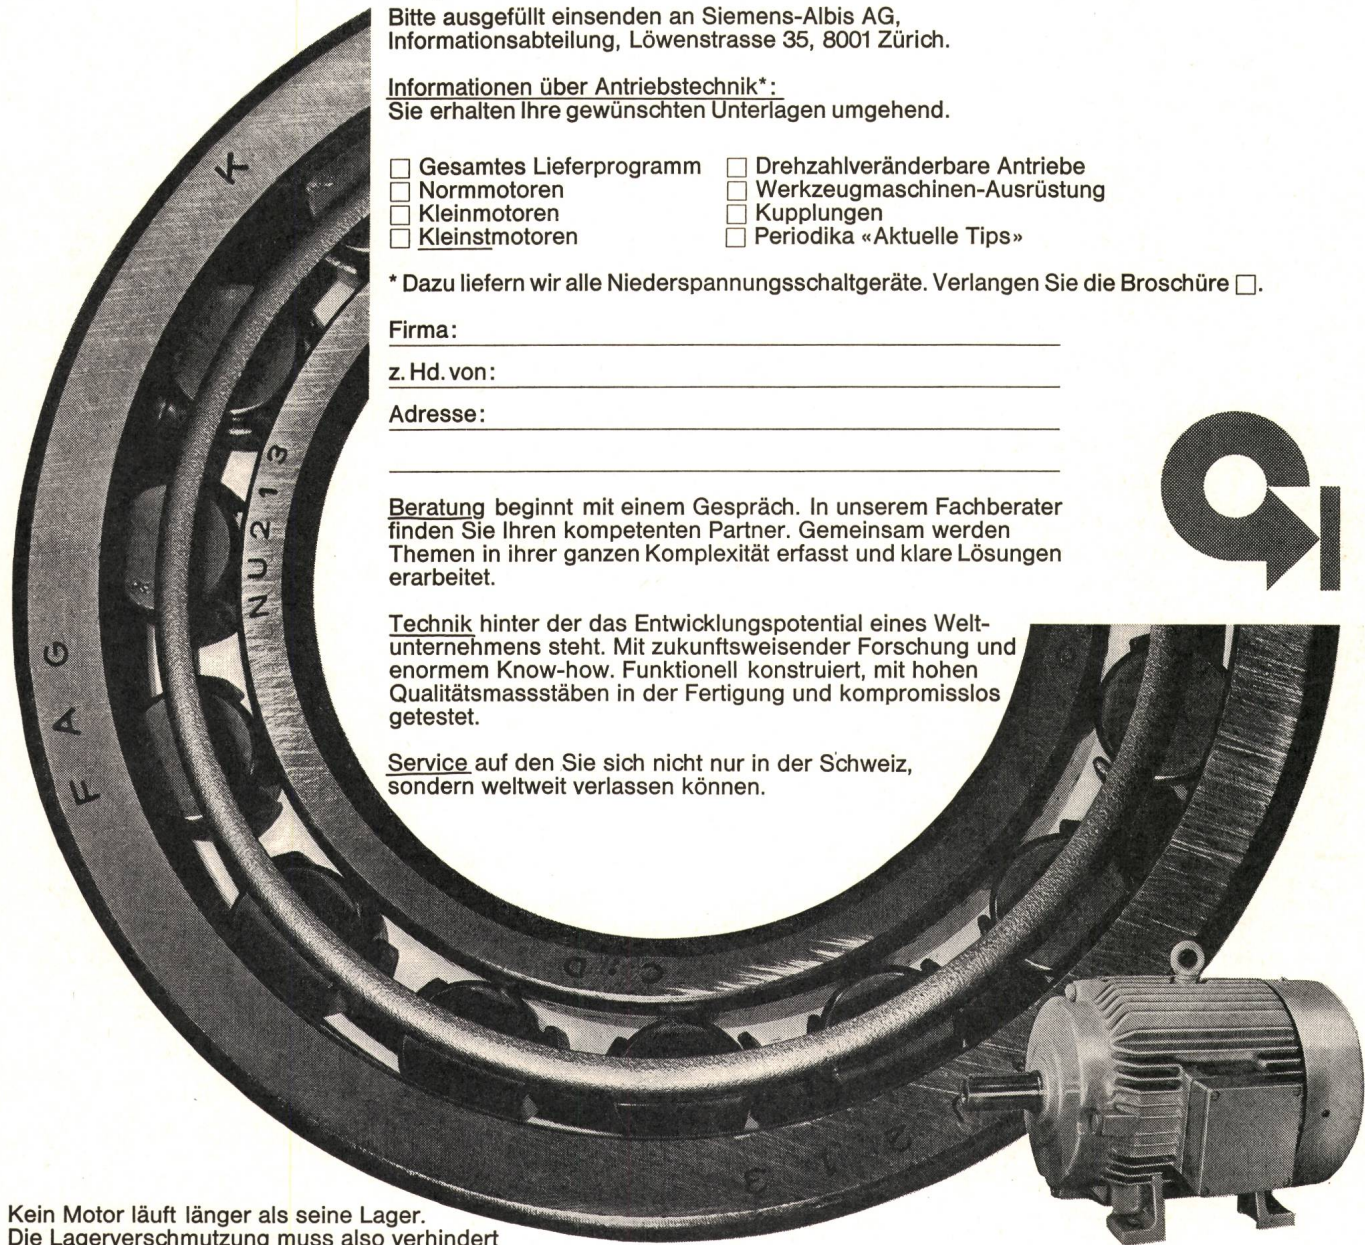 Bitte ausgefüllt einsenden an Siemens-Albis AG,
Informationsabteilung, Löwenstrasse 35, 8001 Zürich.
Informationen über Antriebstechnik*:
Sie erhalten Ihre gewünschten Unterlagen umgehend.
□ Gesamtes Lieferprogramm □ Drehzahlveränderbare Antriebe
□ Normmotoren □ Werkzeugmaschinen-Ausrüstung
□ Kleinmotoren □ Kupplungen
□ Kleinstmotoren □ Periodika «Aktuelle Tips»
* Dazu liefern wir alle Niederspannungsschaltgeräte. Verlangen Sie die Broschüre □.
Firma:
z. Hd. von:
Adresse:
Beratung beginnt mit einem Gespräch. In unserem Fachberater
finden Sie Ihren kompetenten Partner. Gemeinsam werden
Themen in ihrer ganzen Komplexität erfasst und klare Lösungen
erarbeitet.
Technik hinter der das Entwicklungspotential eines Welt-
unternehmens steht. Mit zukunftsweisender Forschung und
enormem Know-how. Funktionell konstruiert, mit hohen
Qualitätsmassstäben in der Fertigung und kompromisslos
getestet.
Service auf den Sie sich nicht nur in der Schweiz,
sondern weltweit verlassen können.
K
FAG
NU213
213
Kein Motor läuft länger als seine Lager.
Die Lagerverschmutzung muss also verhindert